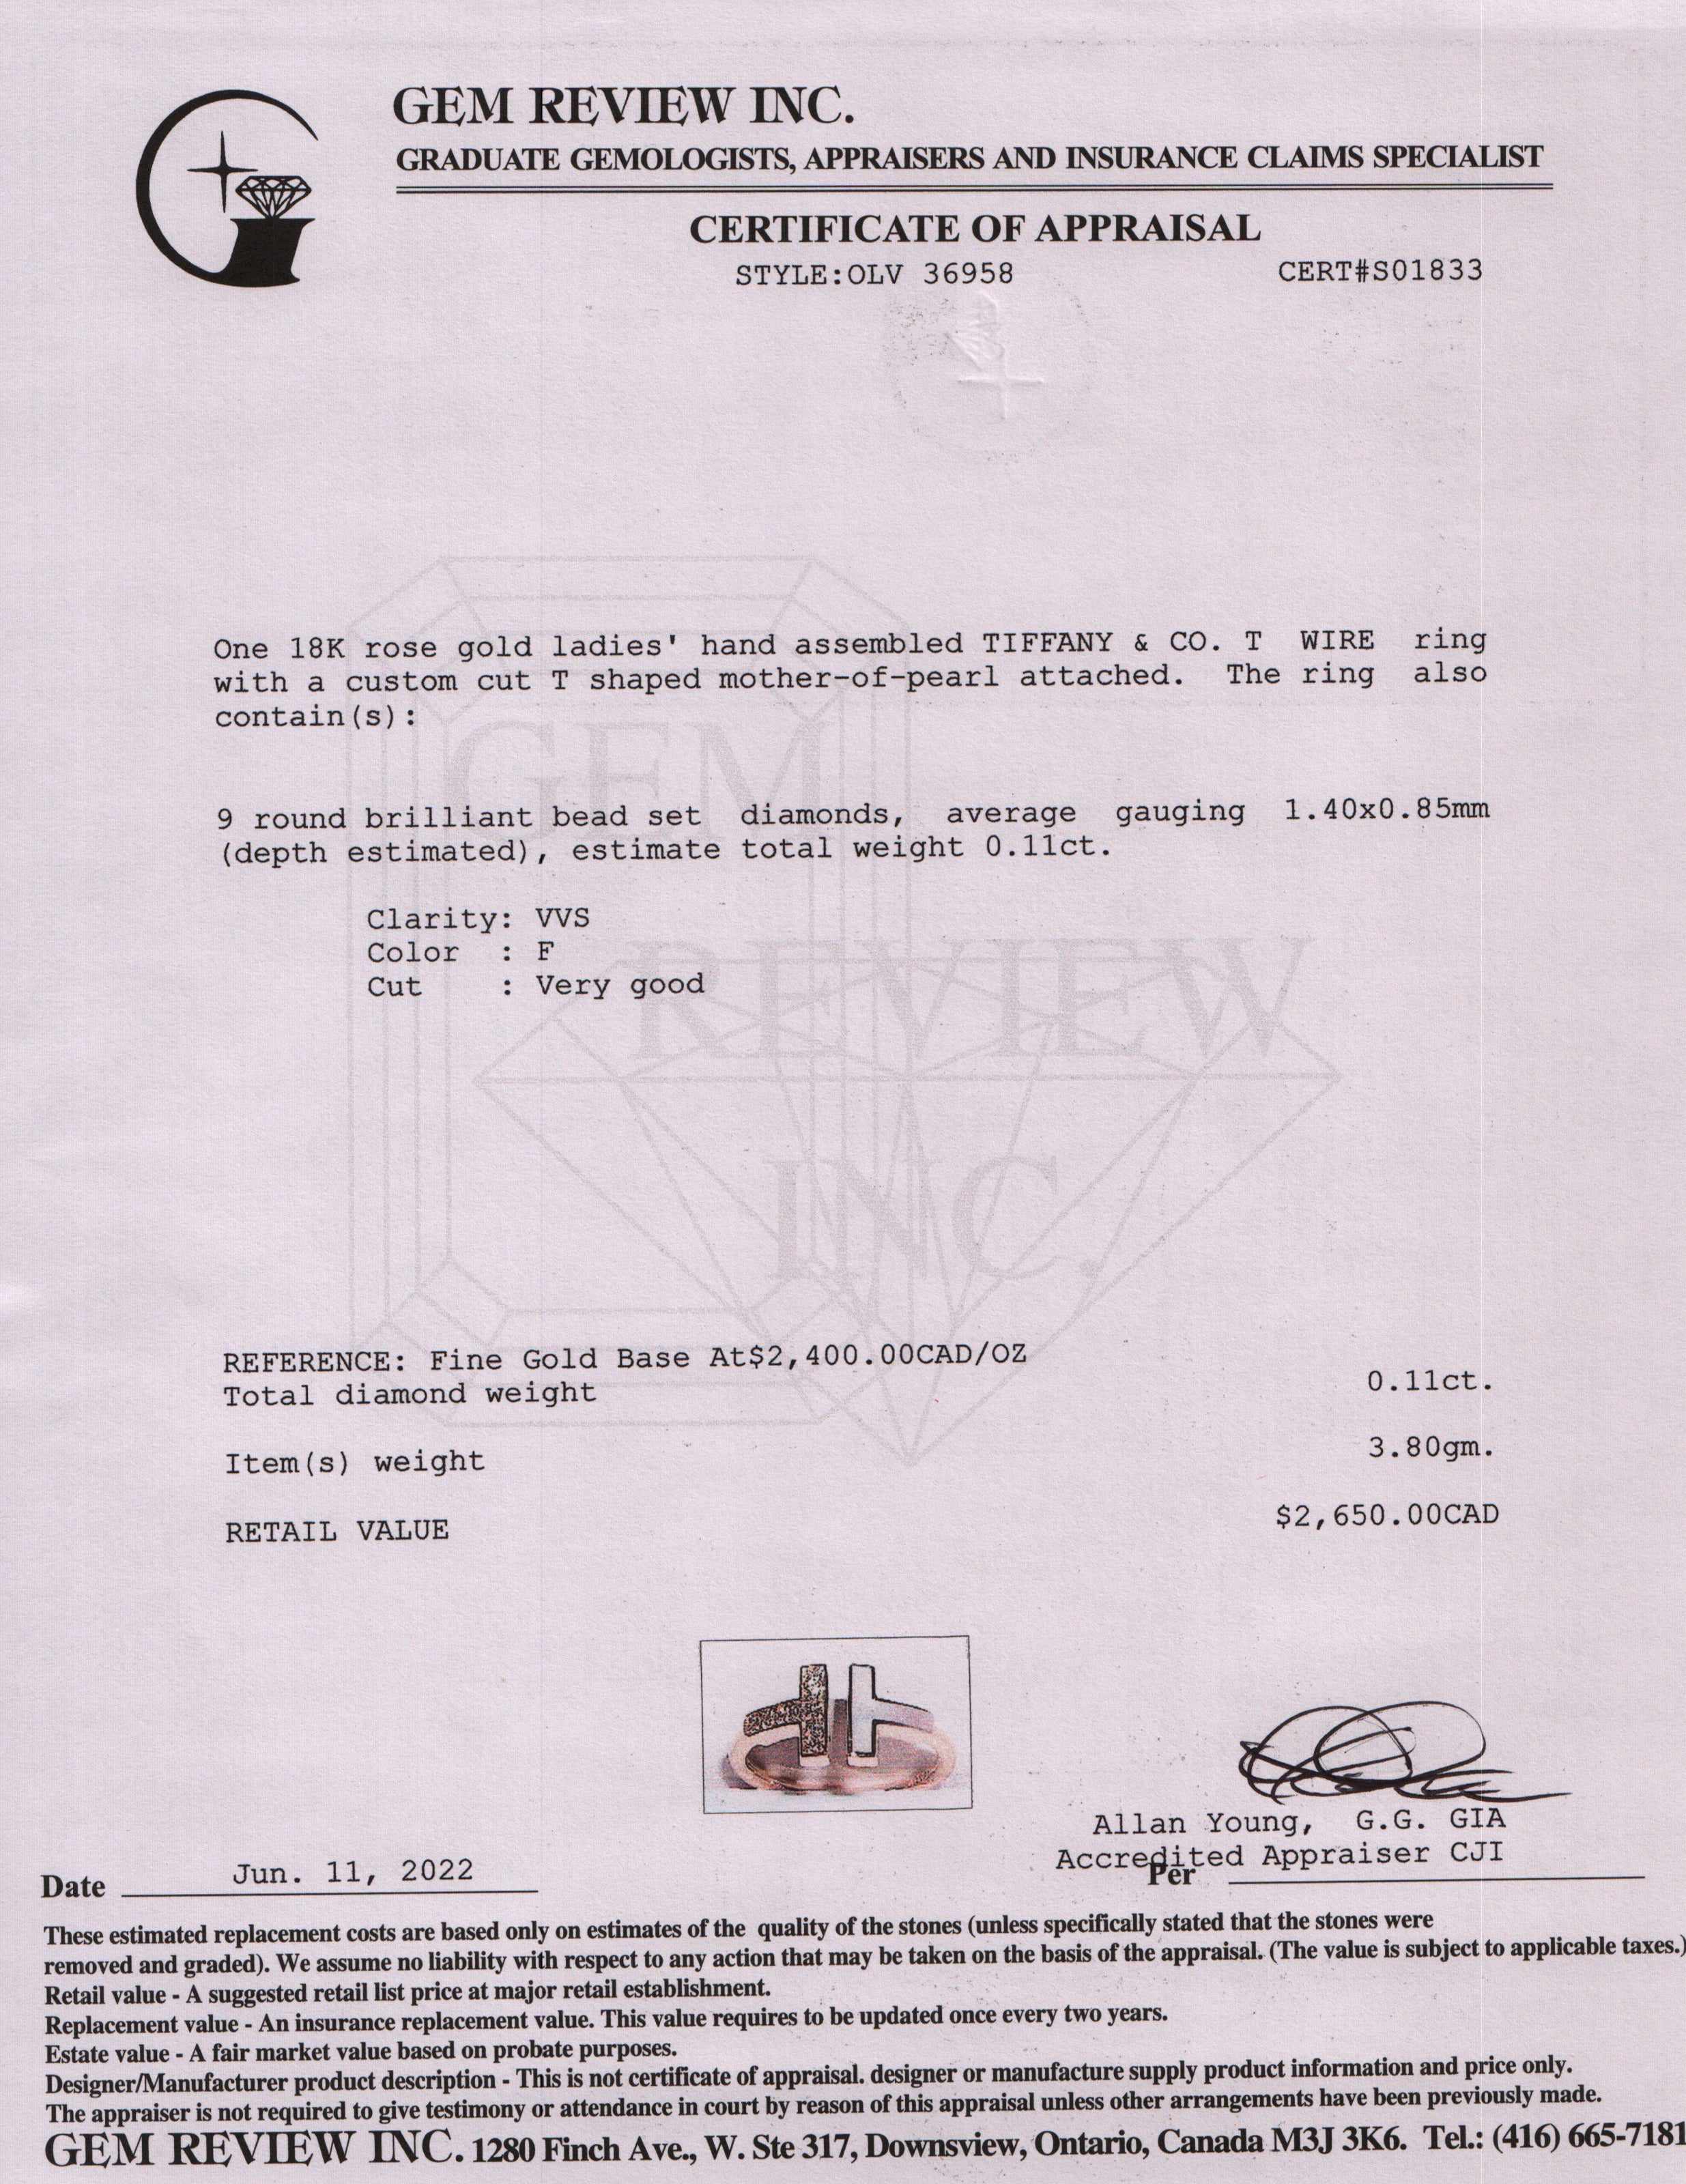 GEM REVIEW INC.
GRADUATE GEMOLOGISTS, APPRAISERS AND INSURANCE CLAIMS SPECIALIST
CERTIFICATE OF APPRAISAL
STYLE:OLV 36958 CERT#S01833
One 18K rose gold ladies' hand assembled TIFFANY & CO. T WIRE ring
with a custom cut T shaped mother-of-pearl attached. The ring also
contain(s):
9 round brilliant bead set diamonds, average gauging 1.40x0.85mm
(depth estimated), estimate total weight 0.11ct.
Clarity: VVS
Color : F
Cut : Very good
GEM
REVIEW
INC.
REFERENCE: Fine Gold Base At$2,400.00CAD/OZ
Total diamond weight 0.11ct.
Item(s) weight 3.80gm.
RETAIL VALUE $2,650.00CAD
Allan Young, G.G. GIA
Accredited Appraiser CJI
Date Jun. 11, 2022 Per
These estimated replacement costs are based only on estimates of the quality of the stones (unless specifically stated that the stones were
removed and graded). We assume no liability with respect to any action that may be taken on the basis of the appraisal. (The value is subject to applicable taxes.)
Retail value - A suggested retail list price at major retail establishment.
Replacement value - An insurance replacement value. This value requires to be updated once every two years.
Estate value - A fair market value based on probate purposes.
Designer/Manufacturer product description - This is not certificate of appraisal. designer or manufacture supply product information and price only.
The appraiser is not required to give testimony or attendance in court by reason of this appraisal unless other arrangements have been previously made.
GEM REVIEW INC. 1280 Finch Ave., W. Ste 317, Downsview, Ontario, Canada M3J 3K6. Tel.: (416) 665-7181